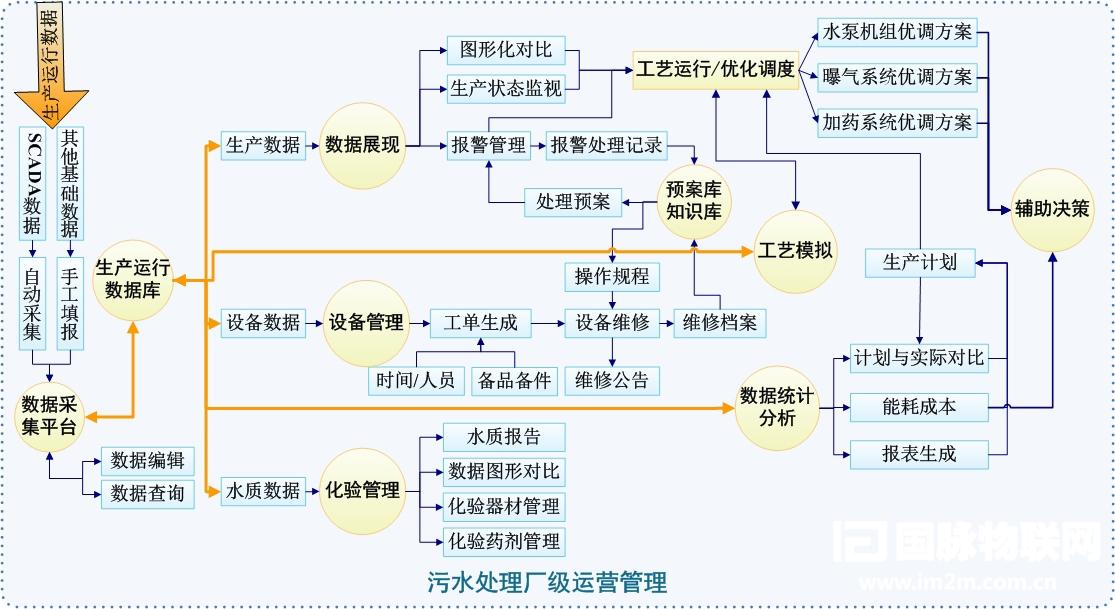 生产运行数据
SCADA数据
其他基础数据
自动采集
手工填报
数据采
集平台
数据编辑
数据查询
生产运行
数据库
生产数据
数据展现
图形化对比
生产状态监视
报警管理
报警处理记录
处理预案
预案库
知识库
工艺运行/优化调度
水泵机组优调方案
曝气系统优调方案
加药系统优调方案
辅助决策
工艺模拟
生产计划
操作规程
设备数据
设备管理
工单生成
设备维修
维修档案
时间/人员
备品备件
维修公告
数据统计
分析
计划与实际对比
能耗成本
报表生成
水质数据
化验管理
水质报告
数据图形对比
化验器材管理
化验药剂管理
污水处理厂级运营管理
国脉物联网
www.im2m.com.cn